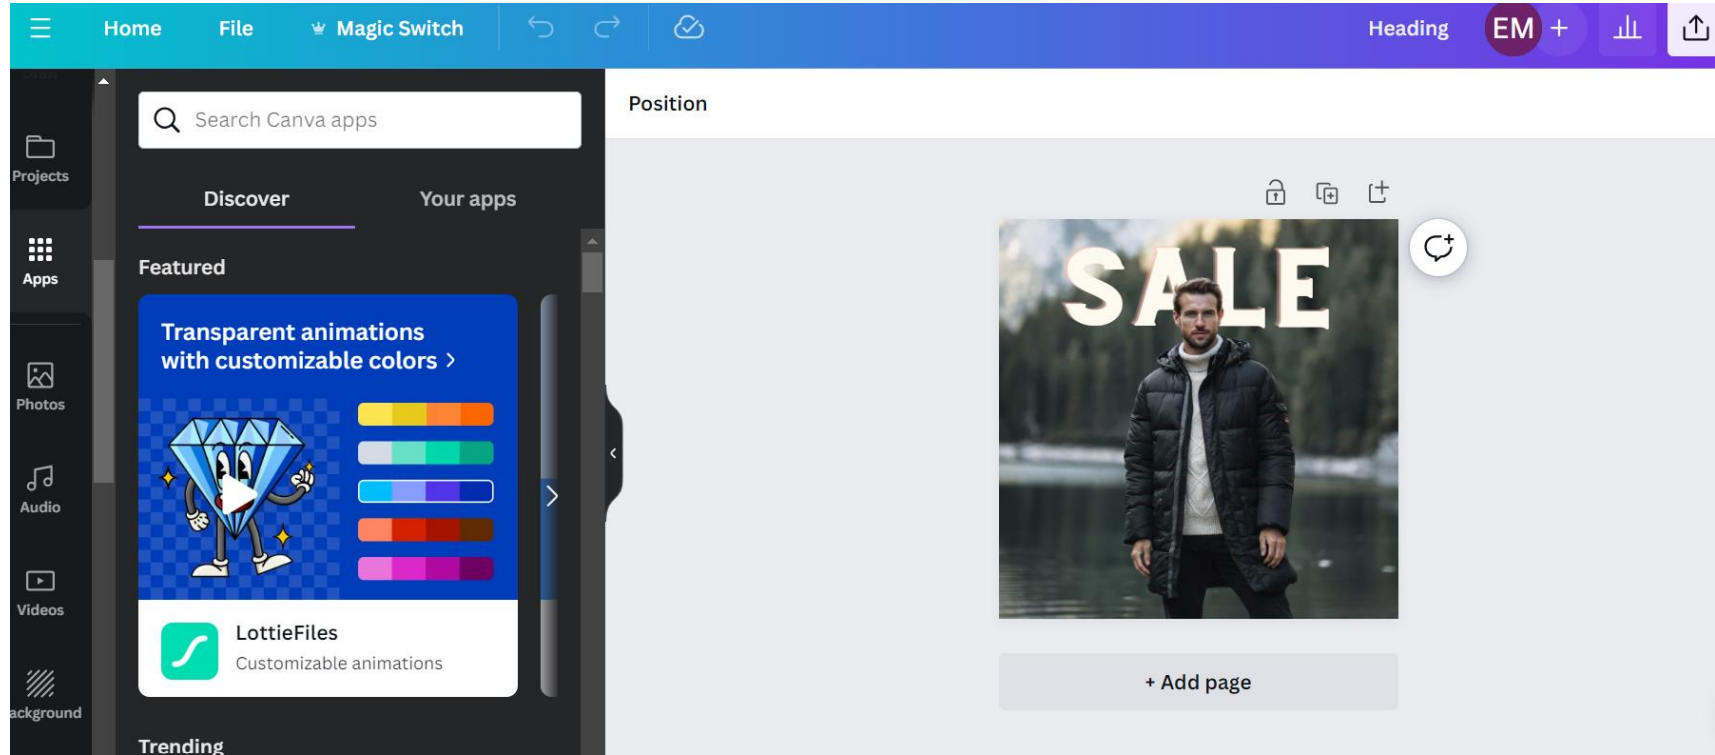 Home
File
Magic Switch
Heading
EM
Projects
Apps
Photos
Audio
Videos
ackground
Search Canva apps
Discover
Your apps
Featured
Transparent animations
with customizable colors >
LottieFiles
Customizable animations
Trending
Position
SALE
+ Add page